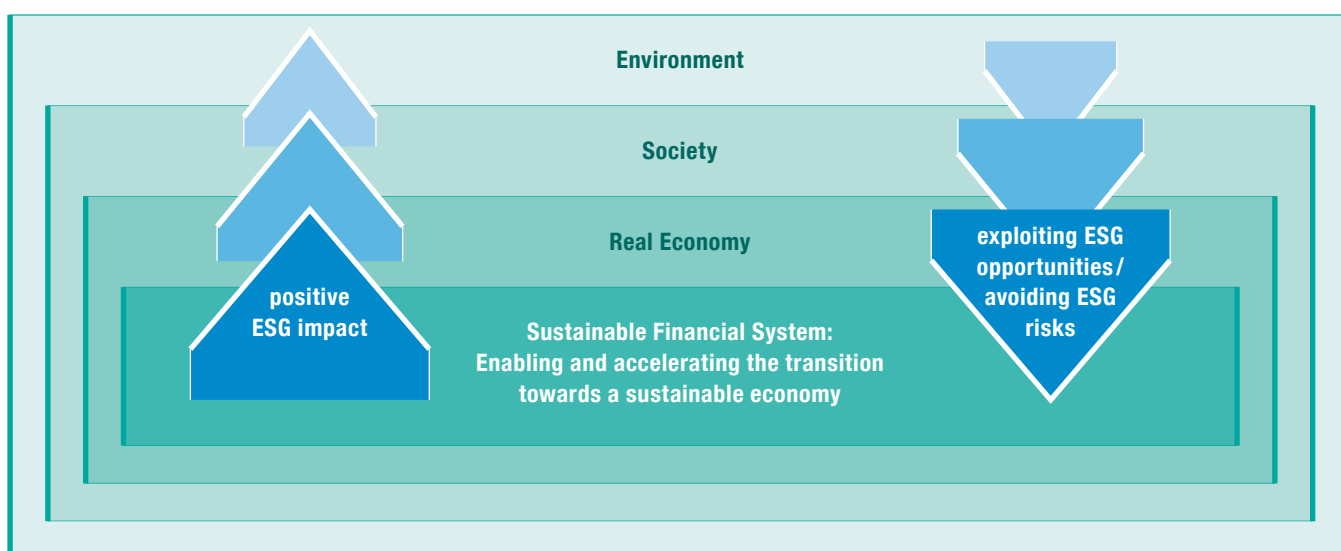 Environment
Society
Real Economy
positive
ESG impact
exploiting ESG
opportunities/
avoiding ESG
risks
Sustainable Financial System:
Enabling and accelerating the transition
towards a sustainable economy